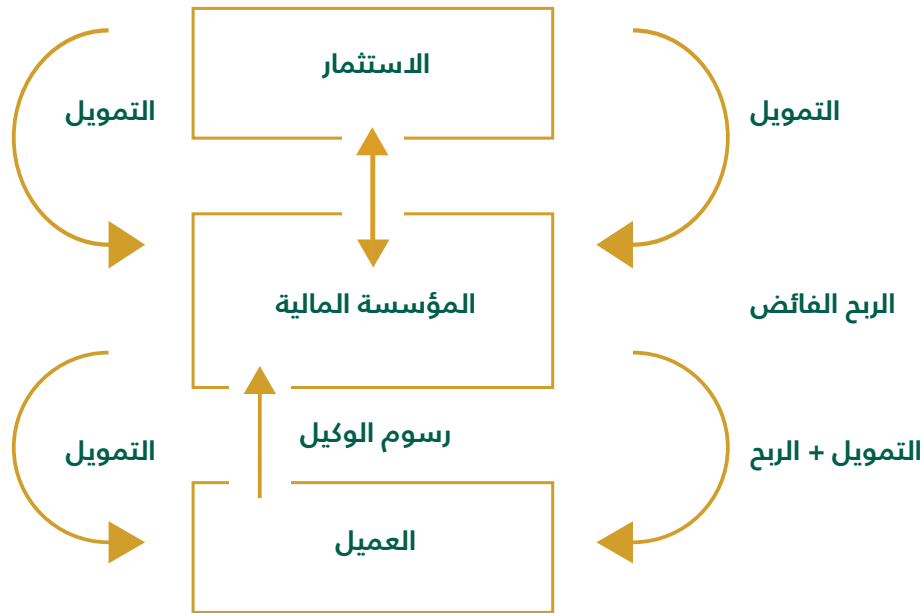 الاستثمار
التمويل
التمويل
المؤسسة المالية
الربح الفائض
رسوم الوكيل
التمويل + الربح
التمويل
العميل